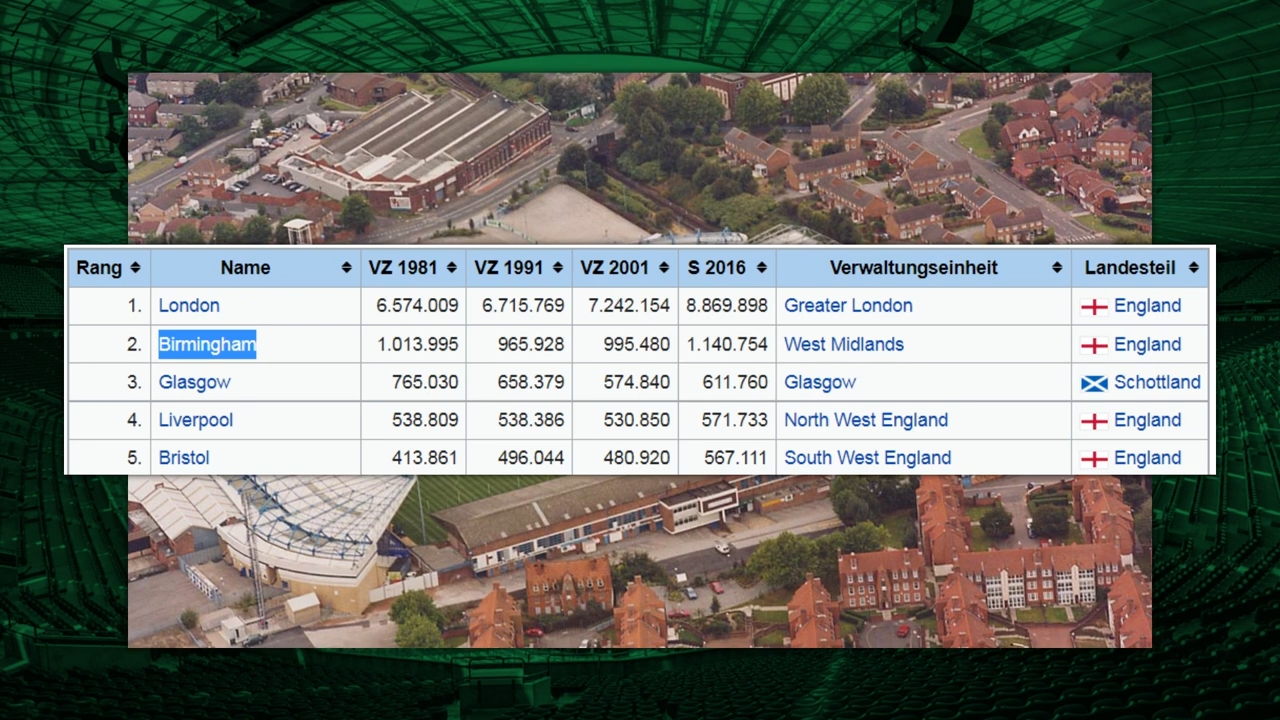 Rang Name VZ 1981 VZ 1991 VZ 2001 S 2016 Verwaltungseinheit Landesteil
1. London 6.574.009 6.715.769 7.242.154 8.869.898 Greater London England
2. Birmingham 1.013.995 965.928 995.480 1.140.754 West Midlands England
3. Glasgow 765.030 658.379 574.840 611.760 Glasgow Schottland
4. Liverpool 538.809 538.386 530.850 571.733 North West England England
5. Bristol 413.861 496.044 480.920 567.111 South West England England